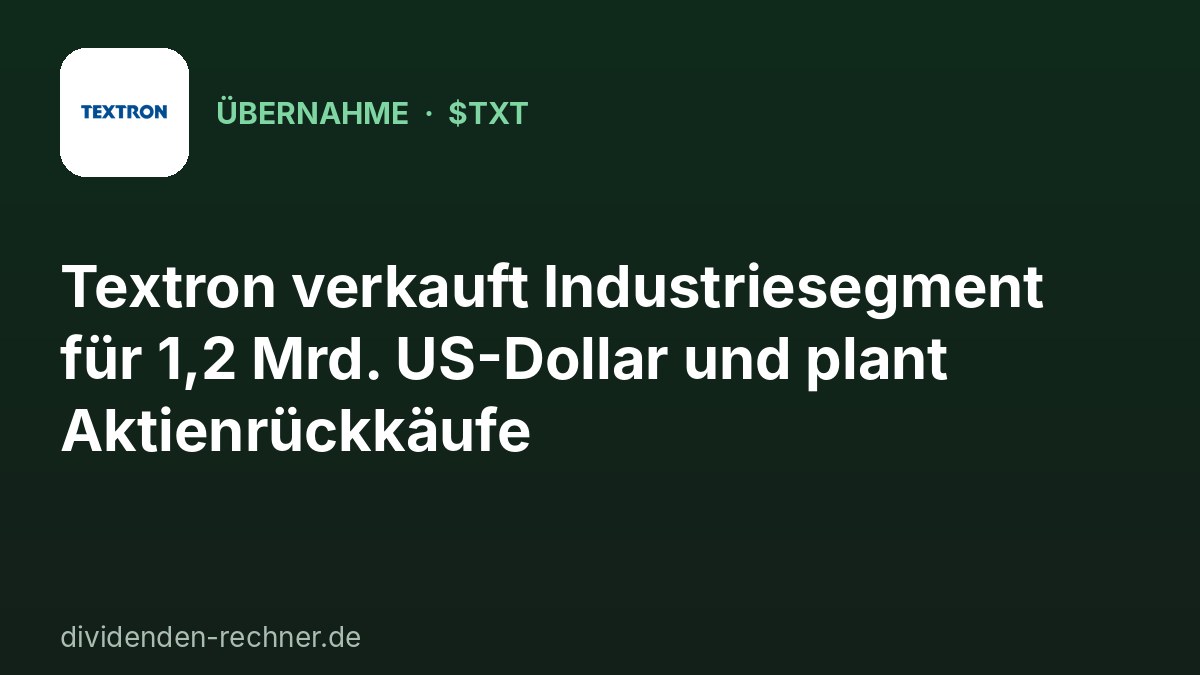 TEXTRON
ÜBERNAHME · $TXT
Textron verkauft Industriesegment
für 1,2 Mrd. US-Dollar und plant
Aktienrückkäufe
dividenden-rechner.de